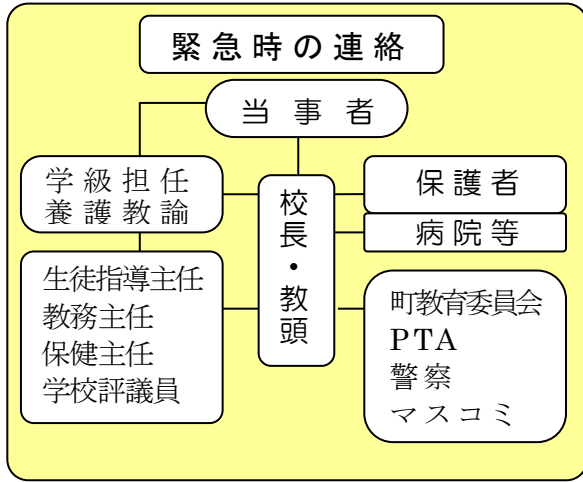 緊急時の連絡
当事者
学級担任
養護教諭
校長・教頭
保護者
病院等
生徒指導主任
教務主任
保健主任
学校評議員
町教育委員会
PTA
警察
マスコミ